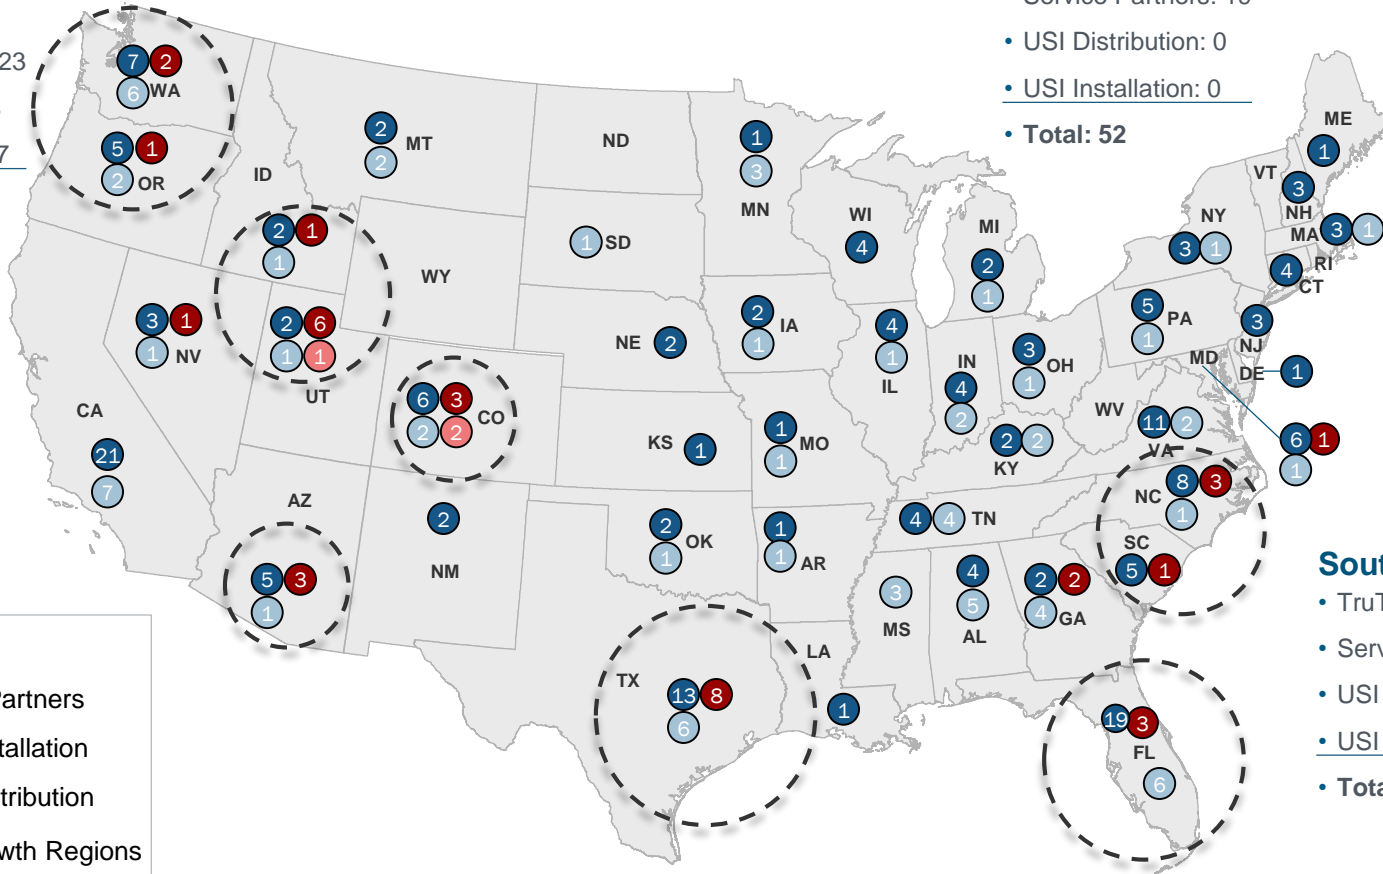 Service Partners: 19
• USI Distribution: 0
• USI Installation: 0
• Total: 52
23
7
7 2
6 WA
5 1
2 OR
ID
2 1
1
2
2
MT
ND
1
3
MN
1 SD
WY
WI
4
MI
2
1
ME
1
VT
3
NH
NY
3 1
MA 3 1
RI
4
CT
3 1
1
NV
2 6
1 1
UT
6 3
2 2
CO
NE 2
2
1
IA
4
1
IL
IN
4
2
3
1
OH
5
1
PA
3
NJ
MD
DE 1
6 1
1
CA
21
7
KS 1
1
1
MO
2 2
KY
WV
11 2
VA
NC
8 3
1
SC
5 1
AZ
5 3
1
2
NM
2
1
OK
1
1
AR
4 4 TN
3
MS
4
5
AL
2 2
4 GA
TX
13 8
6
LA
1
19 3
FL
6
Partners
wth Regions
• USI
• USI